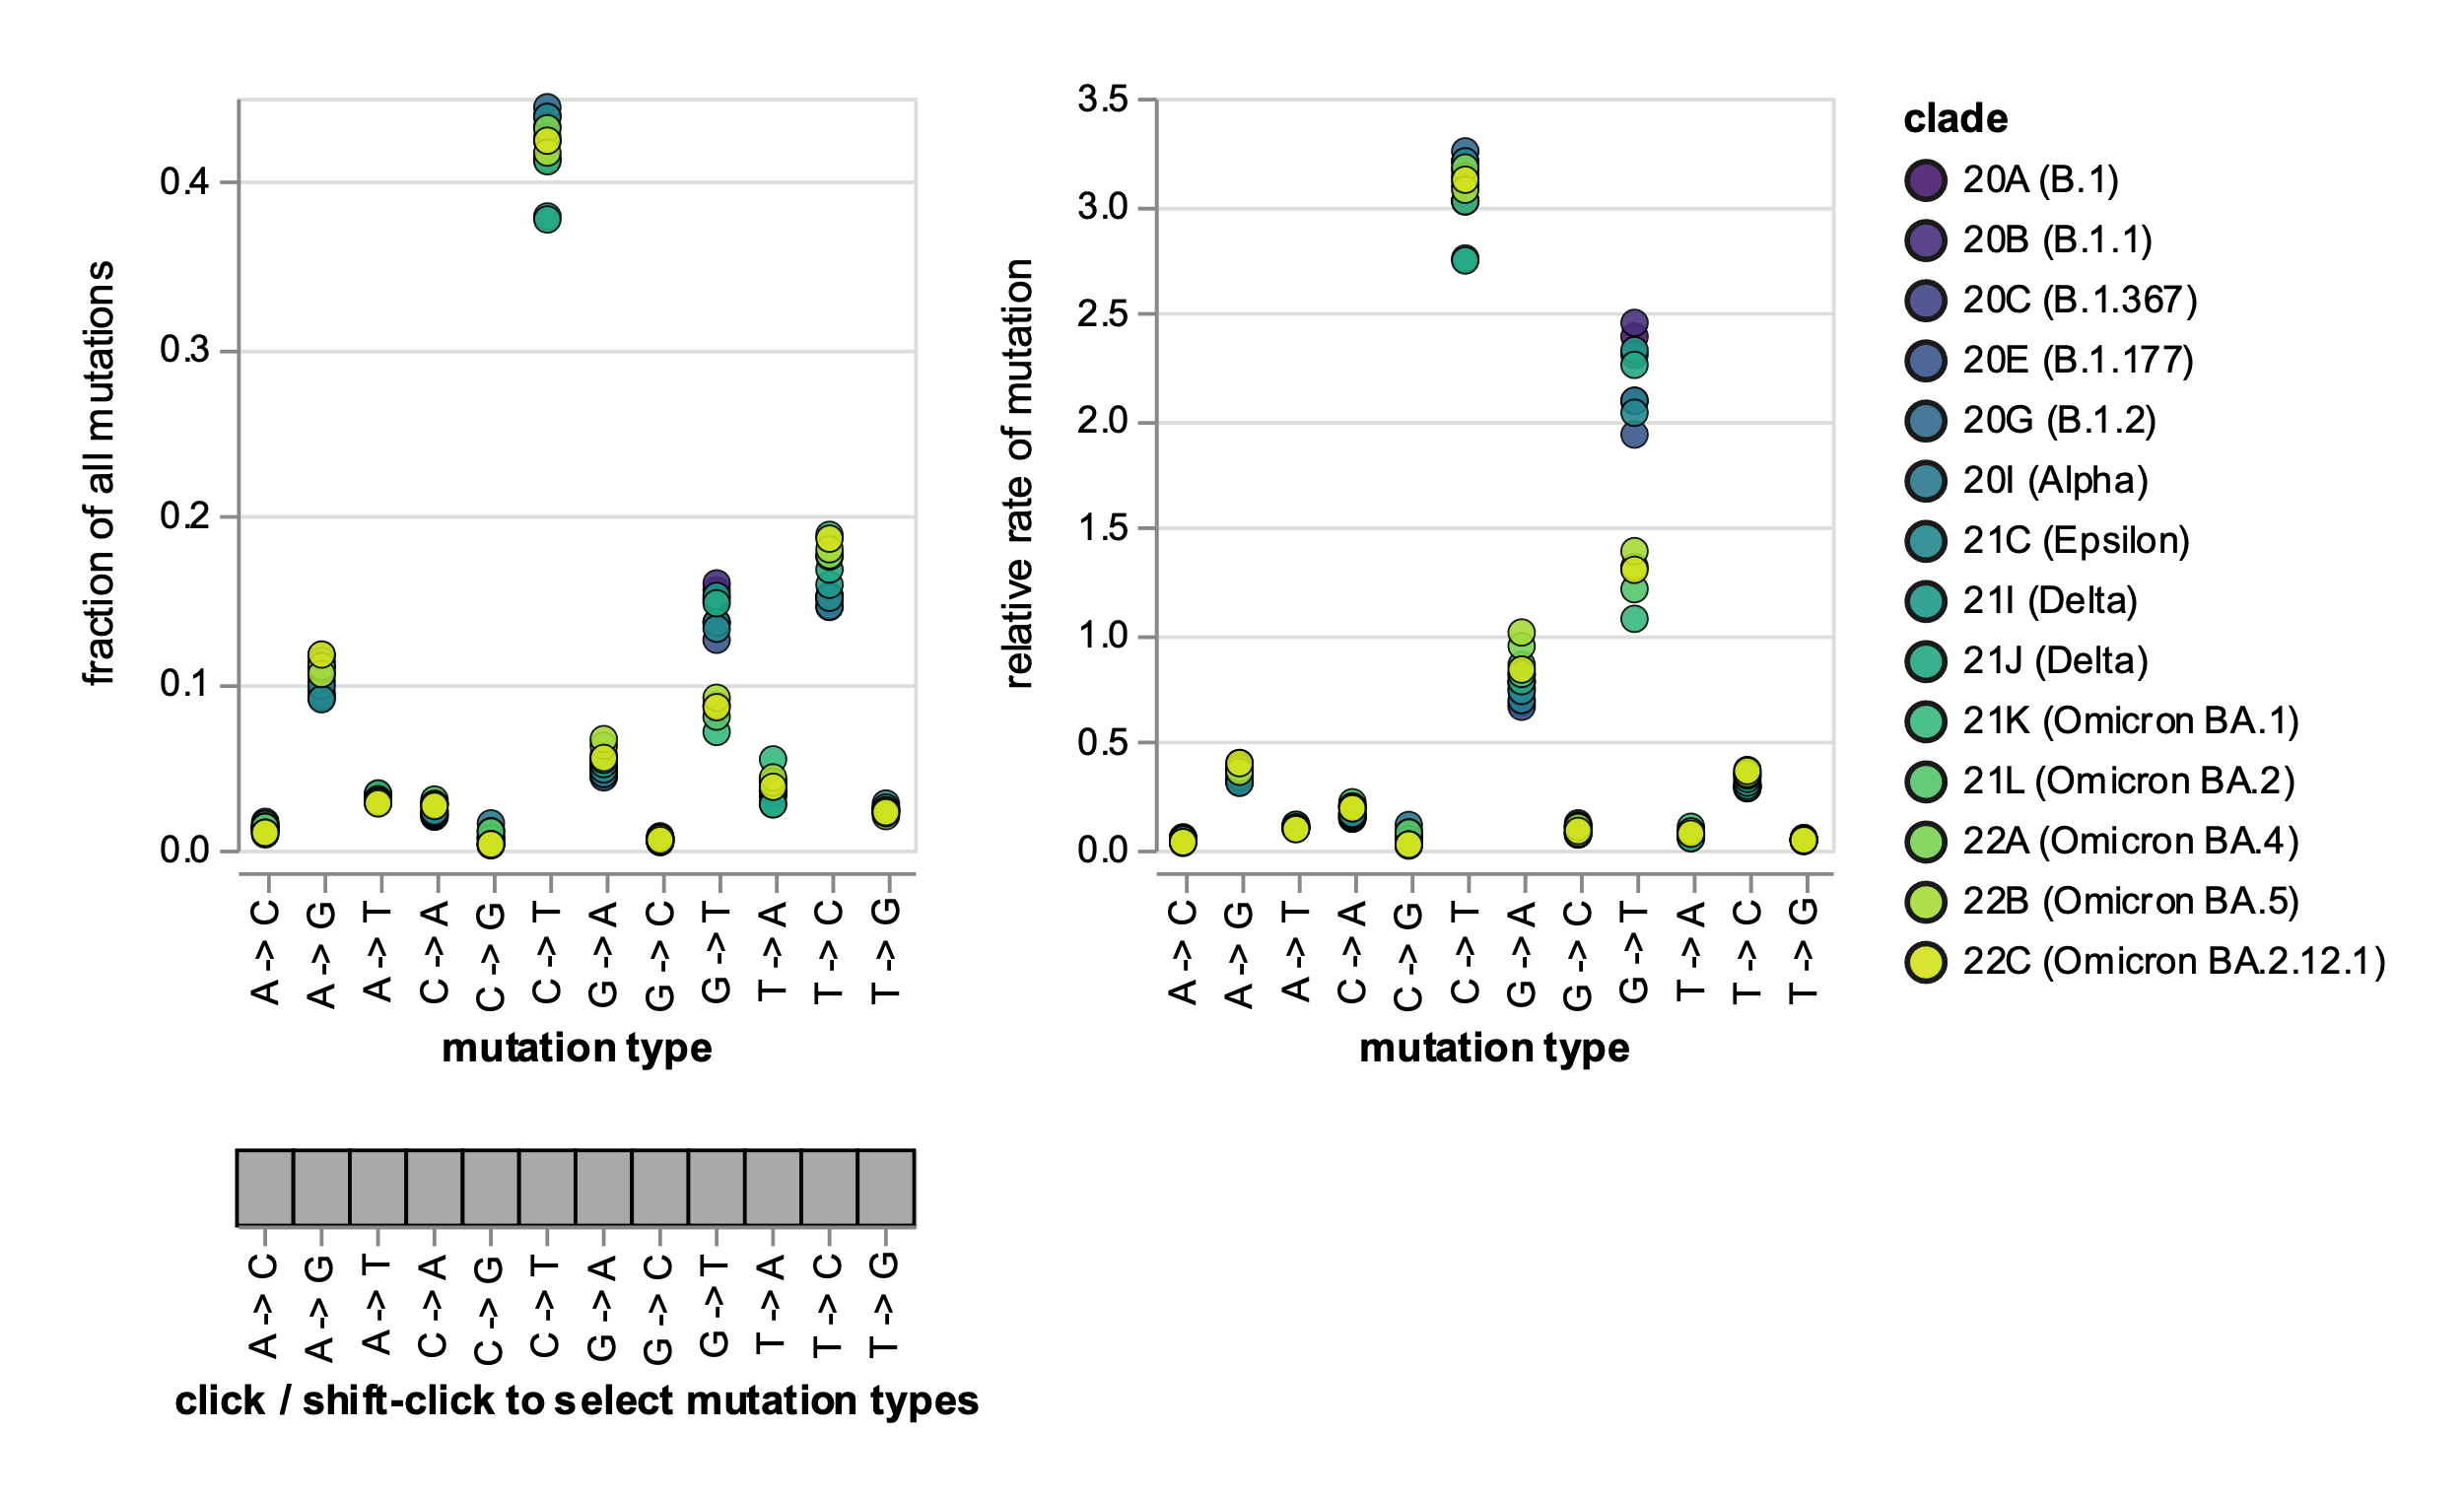 fraction of all mutations
0.4
0.3
0.2
0.1
0.0
A -> C
A -> G
A -> T
C -> A
C -> G
C -> T
G -> A
G -> C
G -> T
T -> A
T -> C
T -> G
mutation type
relative rate of mutation
3.5
3.0
2.5
2.0
1.5
1.0
0.5
0.0
A -> C
A -> G
A -> T
C -> A
C -> G
C -> T
G -> A
G -> C
G -> T
T -> A
T -> C
T -> G
mutation type
clade
20A (B.1)
20B (B.1.1)
20C (B.1.367)
20E (B.1.177)
20G (B.1.2)
20I (Alpha)
21C (Epsilon)
21I (Delta)
21J (Delta)
21K (Omicron BA.1)
21L (Omicron BA.2)
22A (Omicron BA.4)
22B (Omicron BA.5)
22C (Omicron BA.2.12.1)
A -> C
A -> G
A -> T
C -> A
C -> G
C -> T
G -> A
G -> C
G -> T
T -> A
T -> C
T -> G
click / shift-click to select mutation types